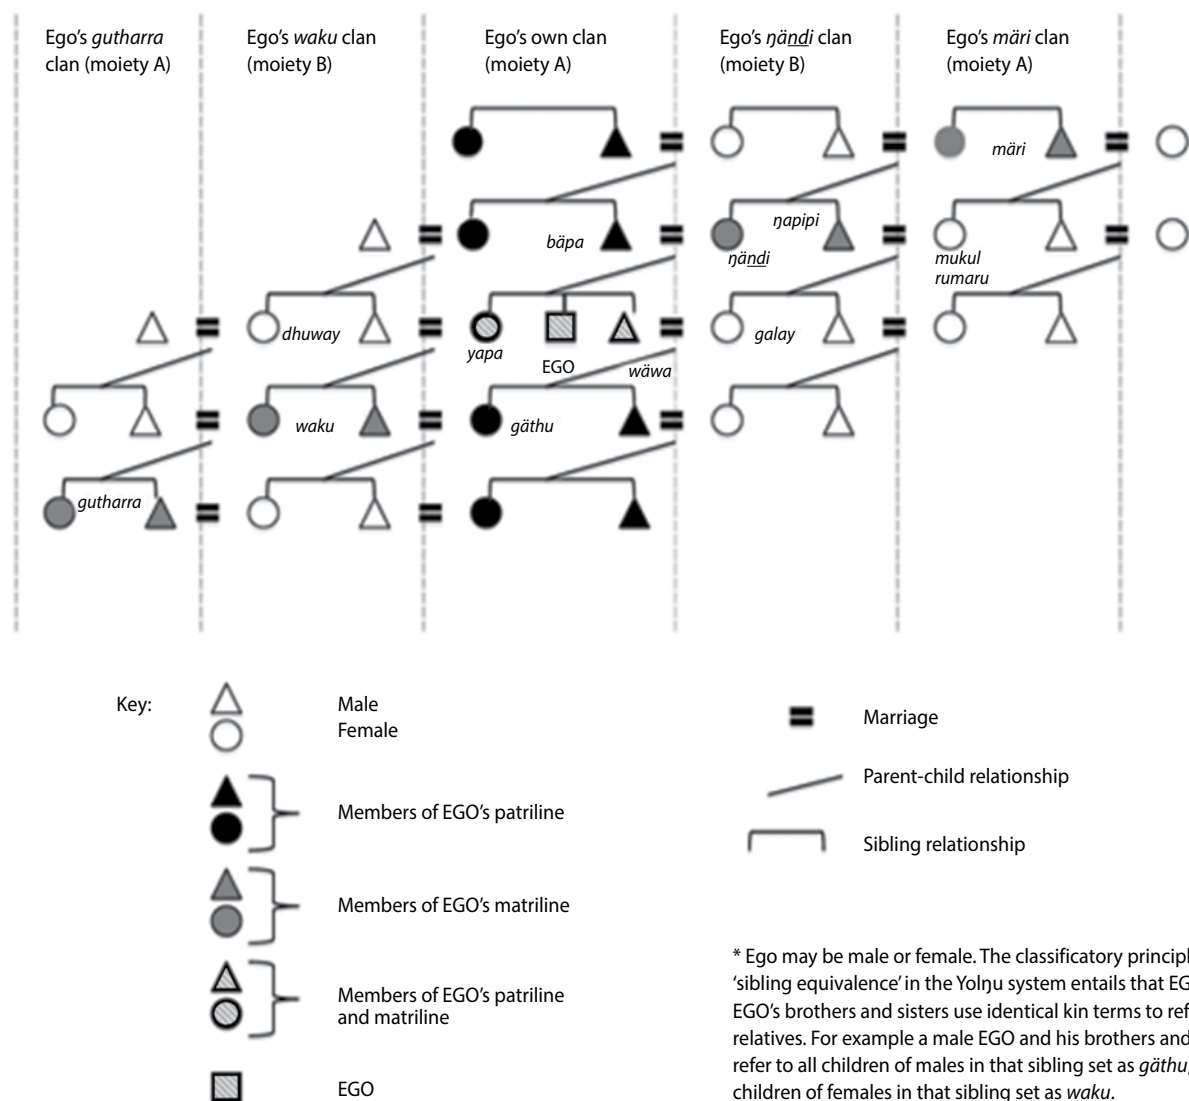 Ego's gutharra
clan (moiety A)
Ego's waku clan
(moiety B)
Ego's own clan
(moiety A)
Ego's ŋäṉḏi clan
(moiety B)
Ego's märi clan
(moiety A)
märi
bäpa
ŋapipi
ŋäṉḏi
mukul
rumaru
dhuway
yapa
EGO
wäwa
galay
waku
gäthu
gutharra
Key:
Male
Female
Members of EGO's patriline
Members of EGO's matriline
Members of EGO's patriline
and matriline
EGO
Marriage
Parent-child relationship
Sibling relationship
* Ego may be male or female. The classificatory
'sibling equivalence' in the Yolŋu system entails that
EGO's brothers and sisters use identical kin terms to
relatives. For example a male EGO and his brothers and
refer to all children of males in that sibling set as gäthu,
children of females in that sibling set as waku.